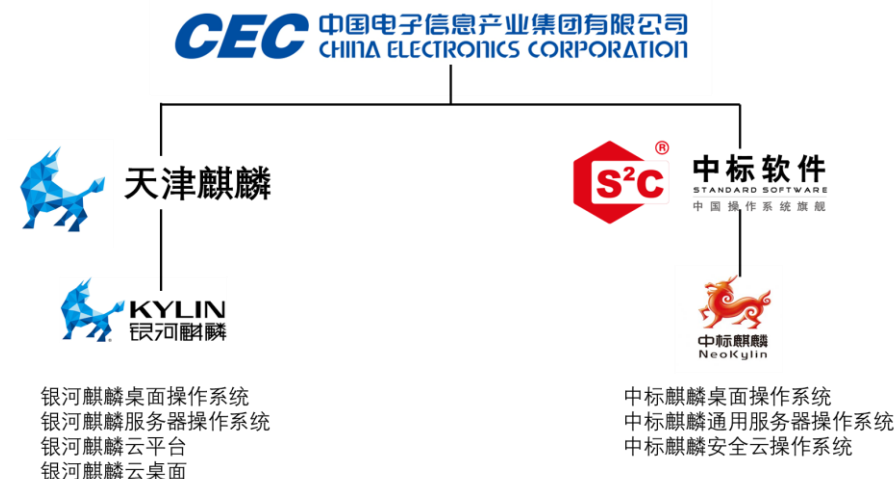 CEC 中国电子信息产业集团有限公司
CHINA ELECTRONICS CORPORATION
天津麒麟
S²C ®
中标软件
STANDARD SOFTWARE
中国操作系统旗舰
KYLIN
银河麒麟
中标麒麟
NeoKylin
银河麒麟桌面操作系统
银河麒麟服务器操作系统
银河麒麟云平台
银河麒麟云桌面
中标麒麟桌面操作系统
中标麒麟通用服务器操作系统
中标麒麟安全云操作系统